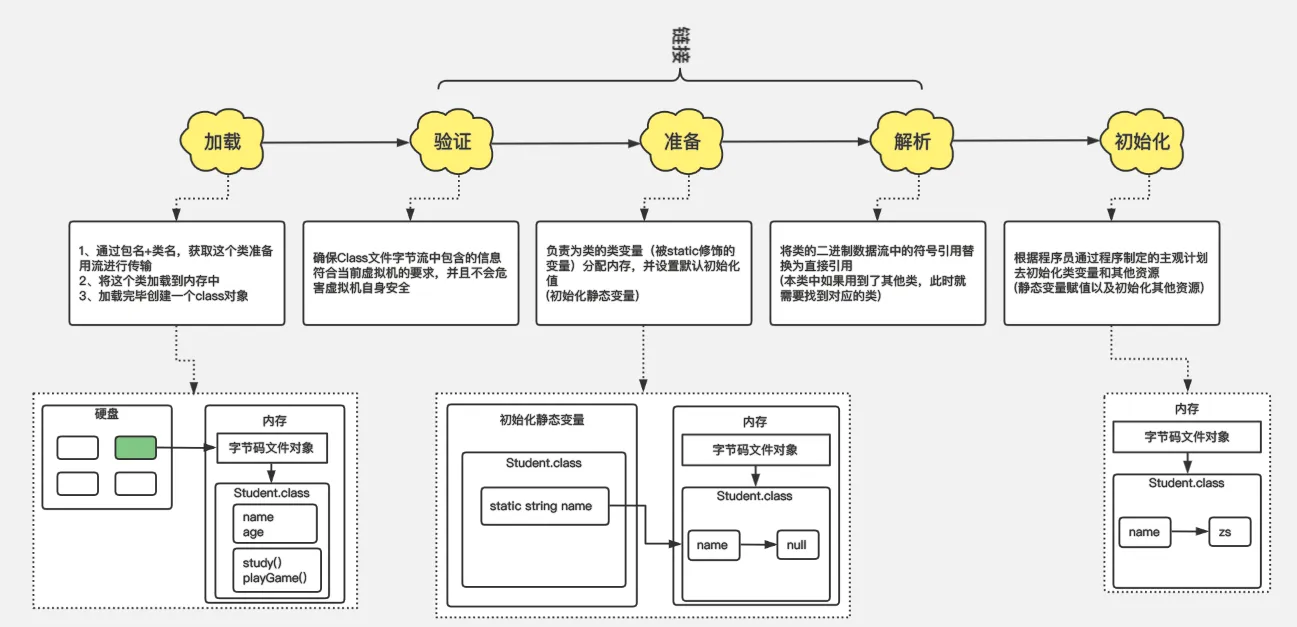 链接
加载
验证
准备
解析
初始化
1、通过包名+类名，获取这个类准备
用流进行传输
2、将这个类加载到内存中
3、加载完毕创建一个class对象
确保Class文件字节流中包含的信息
符合当前虚拟机的要求，并且不会危
害虚拟机自身安全
负责为类的类变量（被static修饰的
变量）分配内存，并设置默认初始化
值
(初始化静态变量)
将类的二进制数据流中的符号引用替
换为直接引用
(本类中如果用到了其他类，此时就
需要找到对应的类)
根据程序员通过程序制定的主观计划
去初始化类变量和其他资源
(静态变量赋值以及初始化其他资源)
硬盘
内存
字节码文件对象
Student.class
name
age
study()
playGame()
初始化静态变量
Student.class
static string name
内存
字节码文件对象
Student.class
name
null
内存
字节码文件对象
Student.class
name
zs